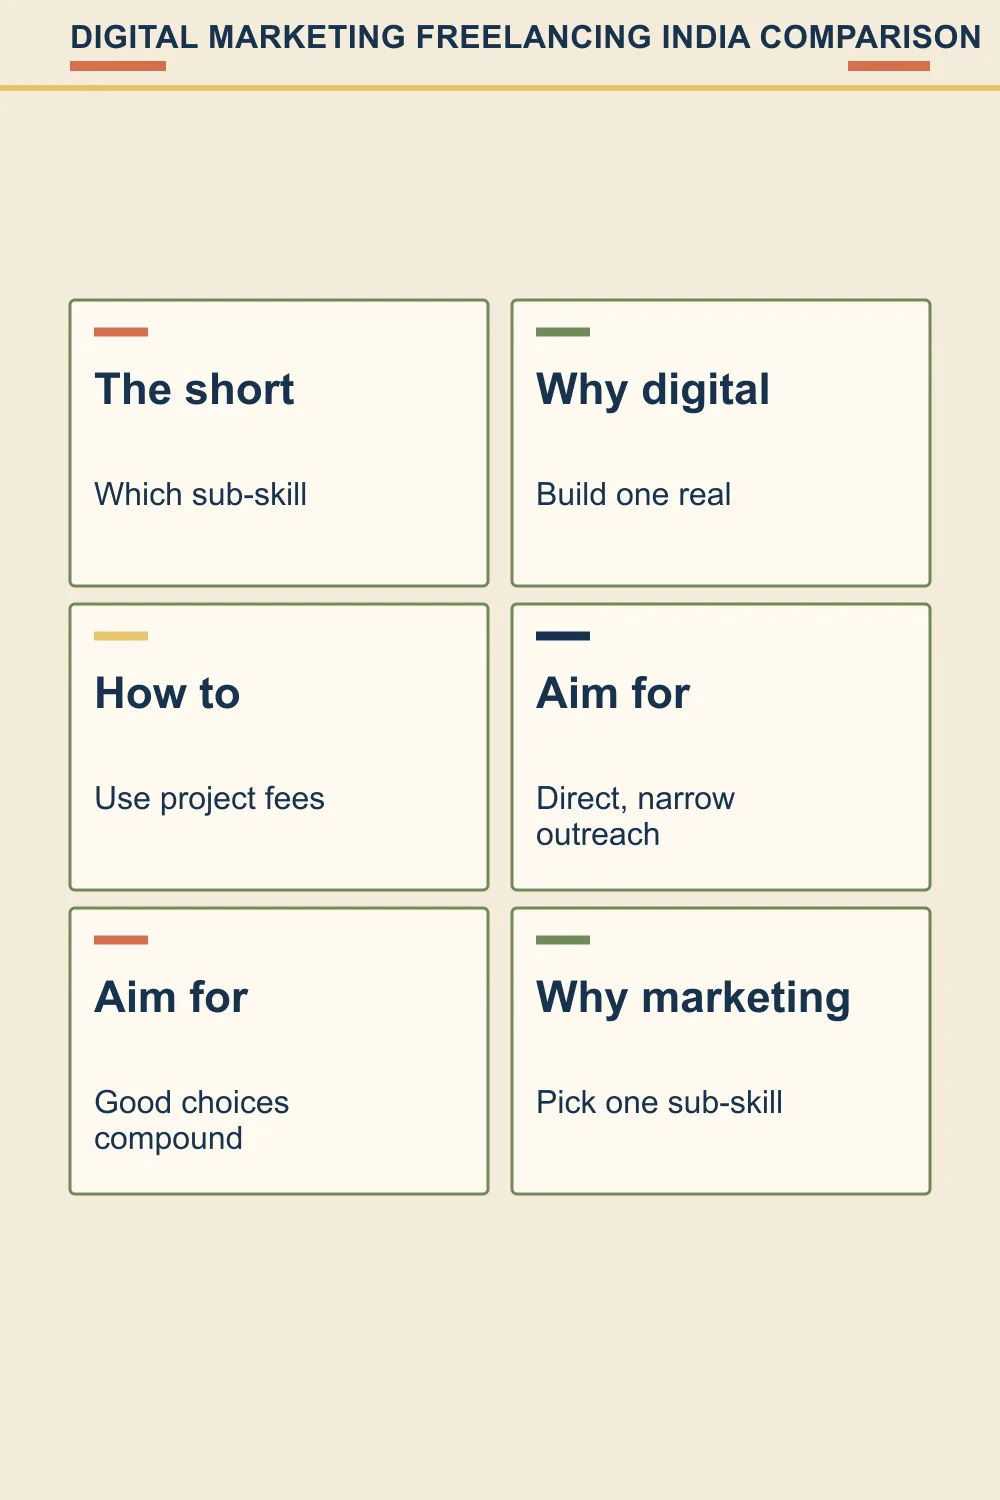 DIGITAL MARKETING FREELANCING INDIA COMPARISON
The short
Which sub-skill
Why digital
Build one real
How to
Use project fees
Aim for
Direct, narrow
outreach
Aim for
Good choices
compound
Why marketing
Pick one sub-skill